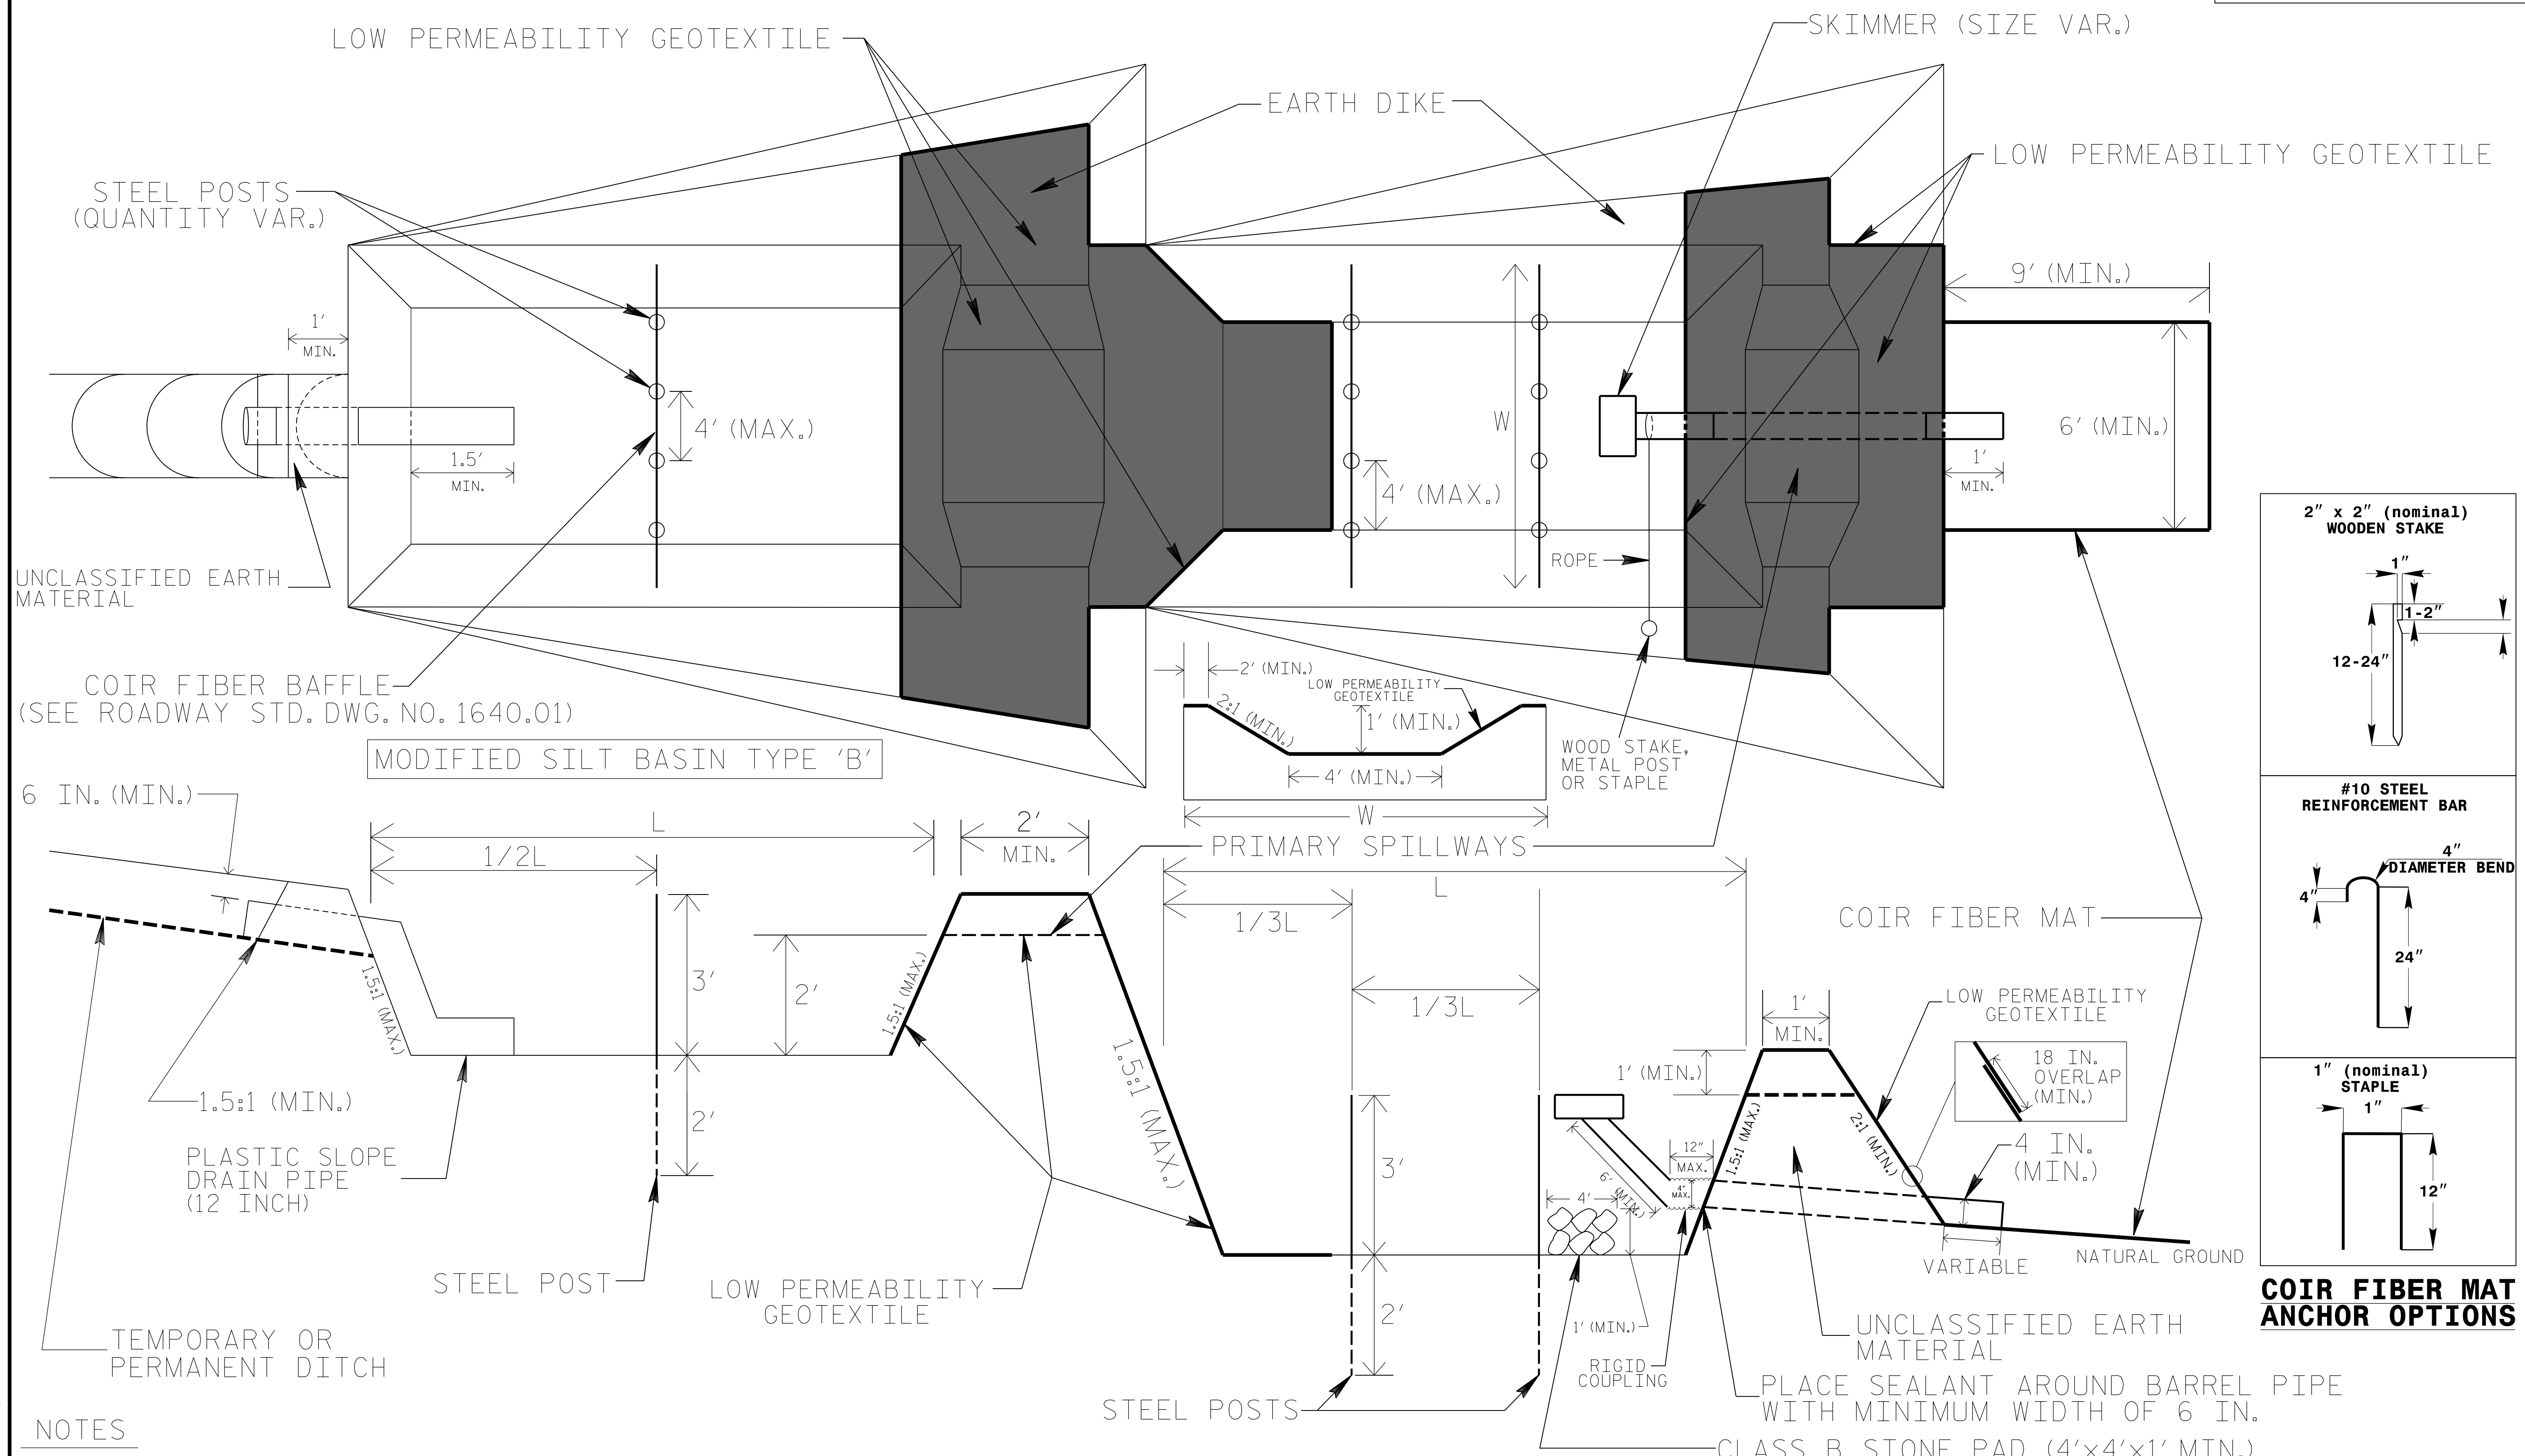 LOW PERMEABILITY GEOTEXTILE
SKIMMER (SIZE VAR.)
EARTH DIKE
LOW PERMEABILITY GEOTEXTILE
STEEL POSTS
(QUANTITY VAR.)
1'
MIN.
9' (MIN.)
4' (MAX.)
W
6' (MIN.)
1.5'
MIN.
4' (MAX.)
1'
MIN.
ROPE
UNCLASSIFIED EARTH
MATERIAL
COIR FIBER BAFFLE
(SEE ROADWAY STD. DWG. NO. 1640.01)
2' (MIN.)
LOW PERMEABILITY
GEOTEXTILE
2:1 (MIN.)
1' (MIN.)
4' (MIN.)
W
WOOD STAKE,
METAL POST
OR STAPLE
MODIFIED SILT BASIN TYPE 'B'
6 IN. (MIN.)
L
1/2L
2'
MIN.
PRIMARY SPILLWAYS
L
1/3L
1/3L
COIR FIBER MAT
1.5:1 (MAX.)
3'
2'
2'
1.5:1 (MAX.)
1.5:1 (MAX.)
1.5:1 (MIN.)
PLASTIC SLOPE
DRAIN PIPE
(12 INCH)
STEEL POST
LOW PERMEABILITY
GEOTEXTILE
TEMPORARY OR
PERMANENT DITCH
1'
MIN.
1' (MIN.)
LOW PERMEABILITY
GEOTEXTILE
18 IN.
OVERLAP
(MIN.)
4 IN.
(MIN.)
12"
MAX.
4"
MAX.
6' (MIN.)
4'
1.5:1 (MAX.)
2:1 (MIN.)
3'
2'
1' (MIN.)
VARIABLE
NATURAL GROUND
UNCLASSIFIED EARTH
MATERIAL
RIGID
COUPLING
PLACE SEALANT AROUND BARREL PIPE
WITH MINIMUM WIDTH OF 6 IN.
STEEL POSTS
CLASS B STONE PAD (4'x4'x1' MIN.)
NOTES
2" x 2" (nominal)
WOODEN STAKE
1"
1-2"
12-24"
#10 STEEL
REINFORCEMENT BAR
4"
DIAMETER BEND
4"
24"
1" (nominal)
STAPLE
1"
12"
COIR FIBER MAT
ANCHOR OPTIONS